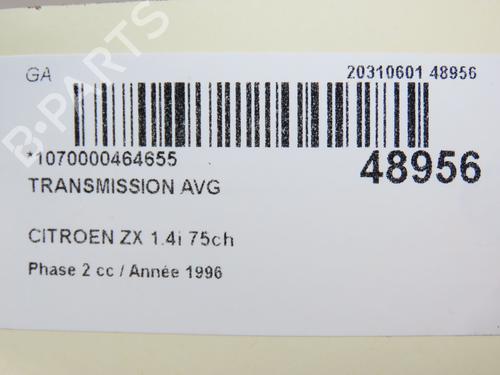 GA
20310601 48956
*1070000464655
48956
TRANSMISSION AVG
CITROEN ZX 1.4i 75ch
Phase 2 cc / Année 1996
B-PARTS